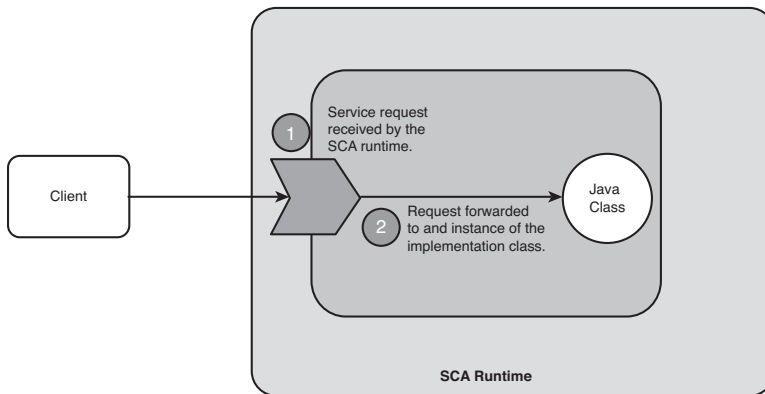 Client
1
Service request
received by the
SCA runtime.
2
Request forwarded
to and instance of the
implementation class.
Java
Class
SCA Runtime